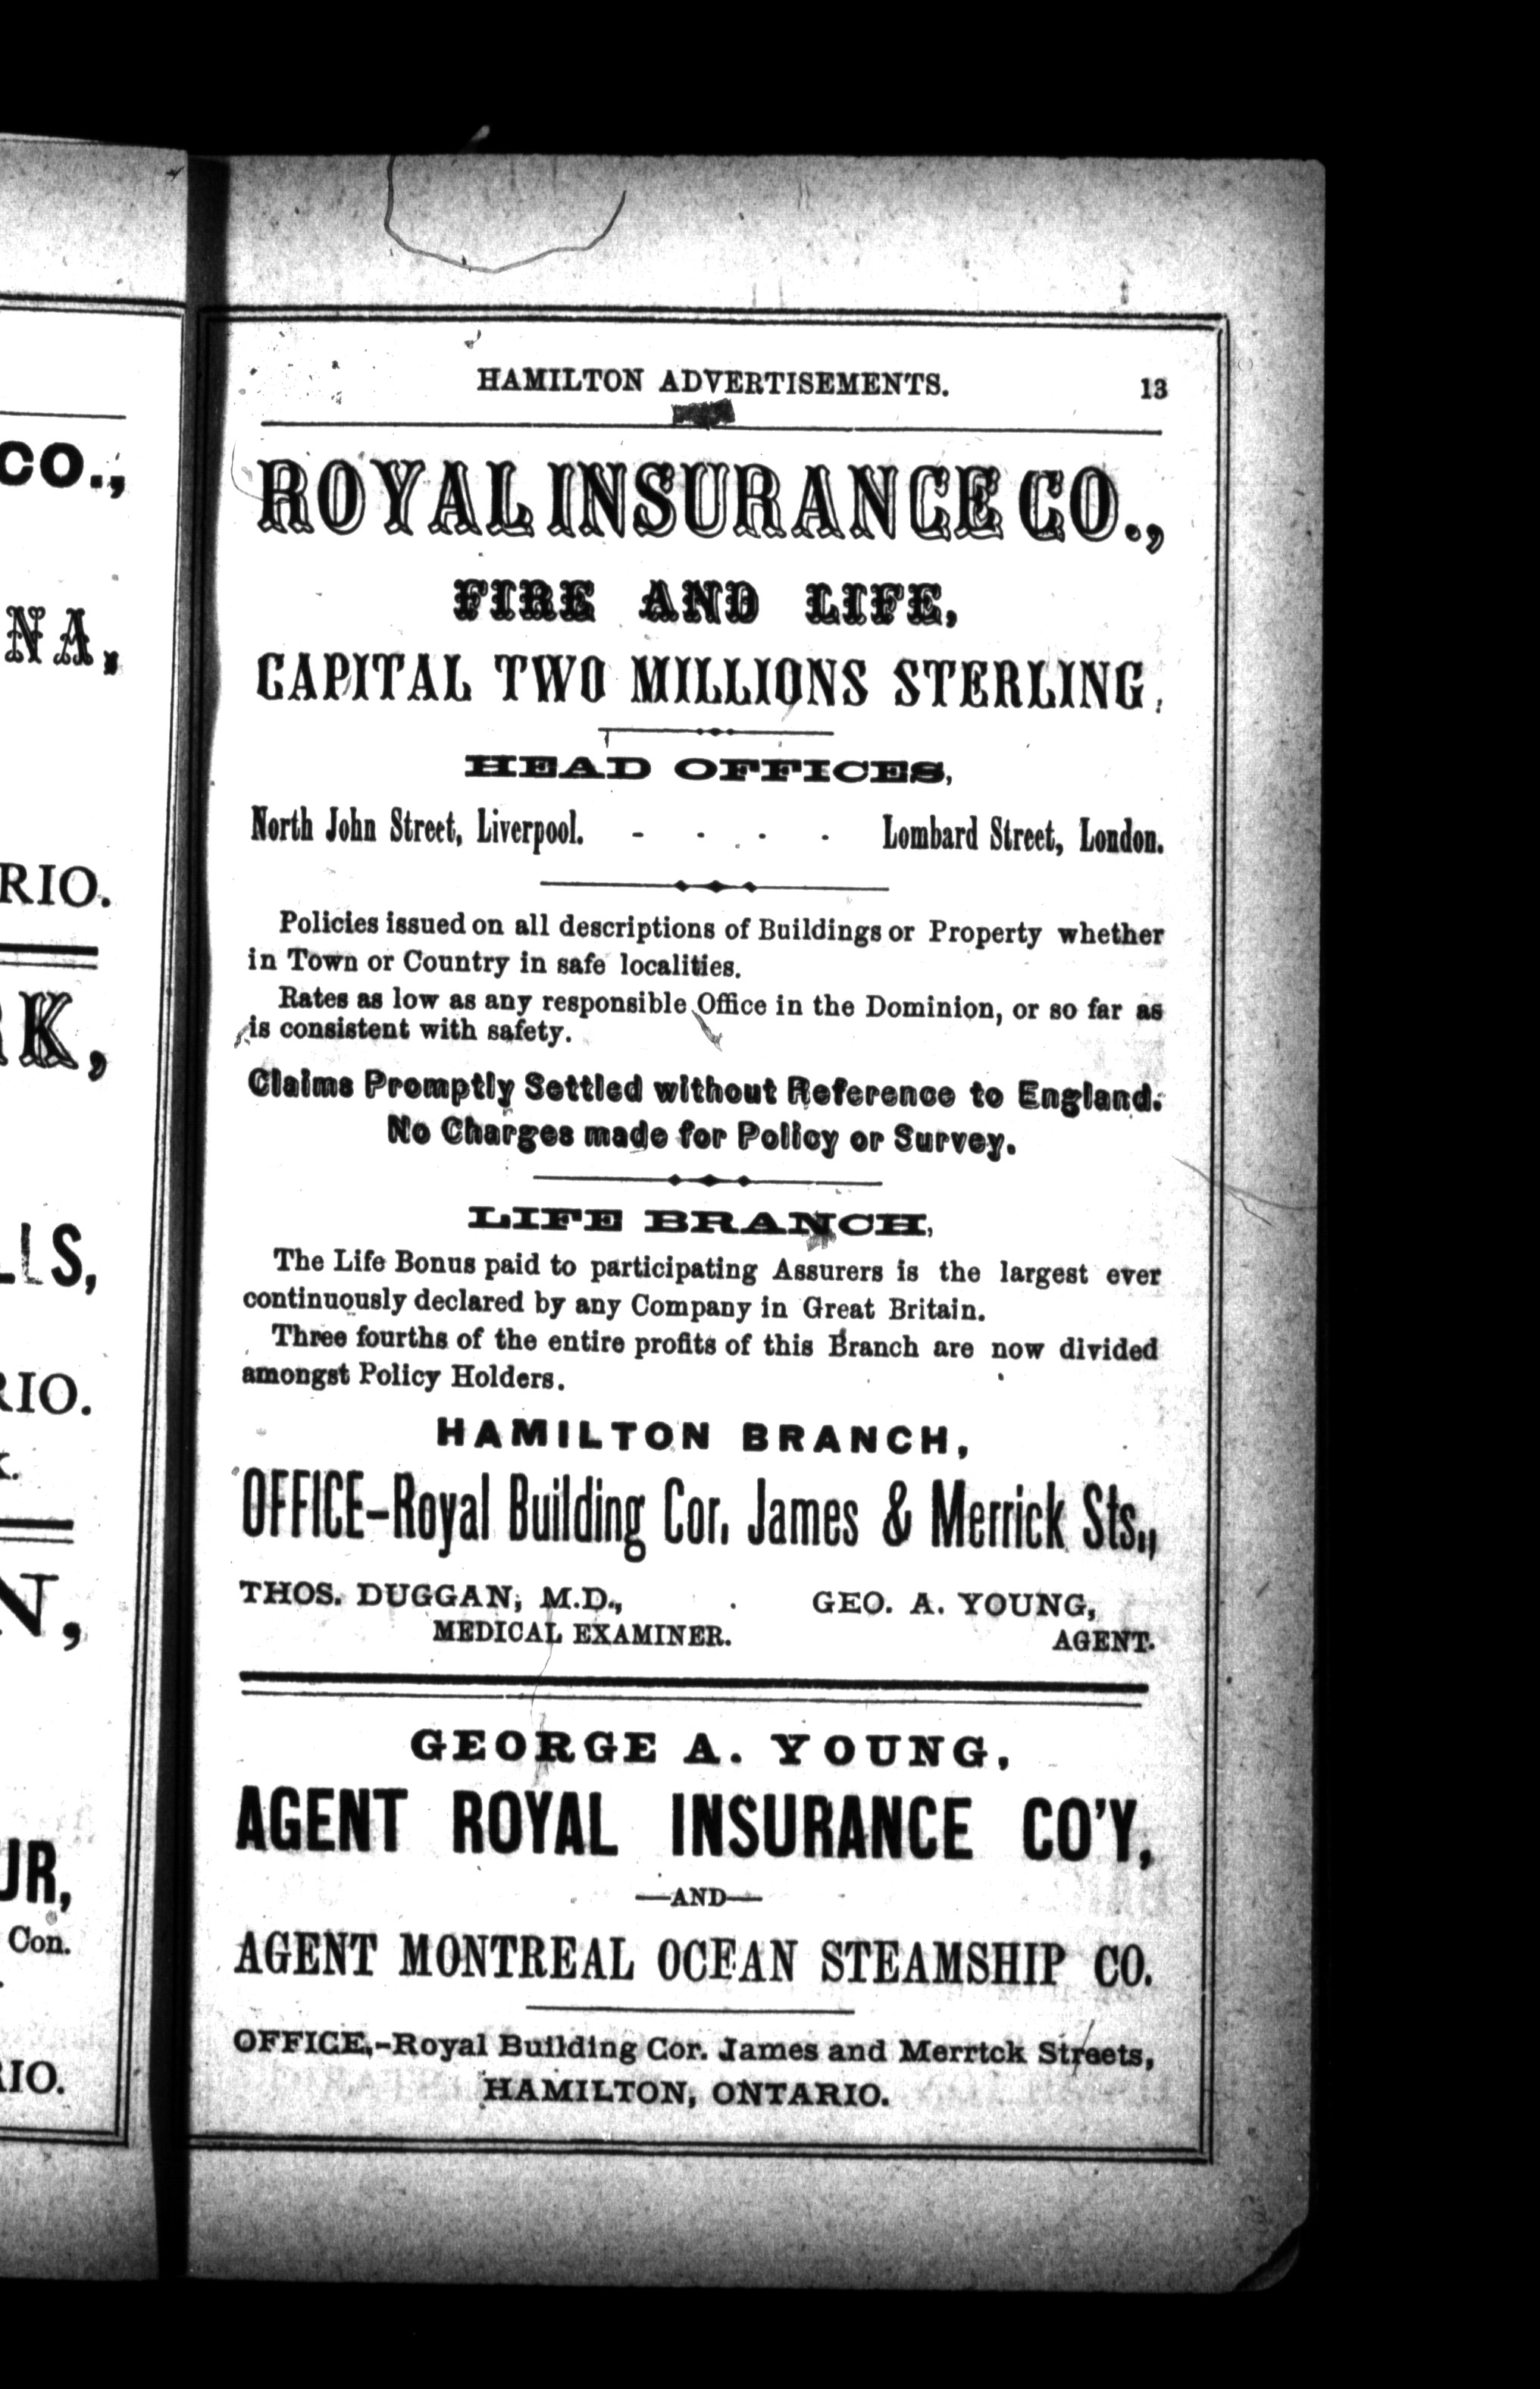 HAMILTON ADVERTISEMENTS. 13
ROYAL INSURANCE CO.,
FIRE AND LIFE,
CAPITAL TWO MILLIONS STERLING,
HEAD OFFICES,
North John Street, Liverpool. - - - - Lombard Street, London.
Policies issued on all descriptions of Buildings or Property whether
in Town or Country in safe localities.
Rates as low as any responsible Office in the Dominion, or so far as
is consistent with safety.
Claims Promptly Settled without Reference to England.
No Charges made for Policy or Survey.
LIFE BRANCH,
The Life Bonus paid to participating Assurers is the largest ever
continuously declared by any Company in Great Britain.
Three fourths of the entire profits of this Branch are now divided
amongst Policy Holders.
HAMILTON BRANCH,
OFFICE-Royal Building Cor. James & Merrick Sts.,
THOS. DUGGAN, M.D., GEO. A. YOUNG,
MEDICAL EXAMINER. AGENT.
GEORGE A. YOUNG,
AGENT ROYAL INSURANCE CO'Y,
—AND—
AGENT MONTREAL OCEAN STEAMSHIP CO.
OFFICE,-Royal Building Cor. James and Merrtck Streets,
HAMILTON, ONTARIO.
CO.,
NA,
RIO.
RK,
LLS,
RIO.
K.
N,
UR,
Con.
RIO.